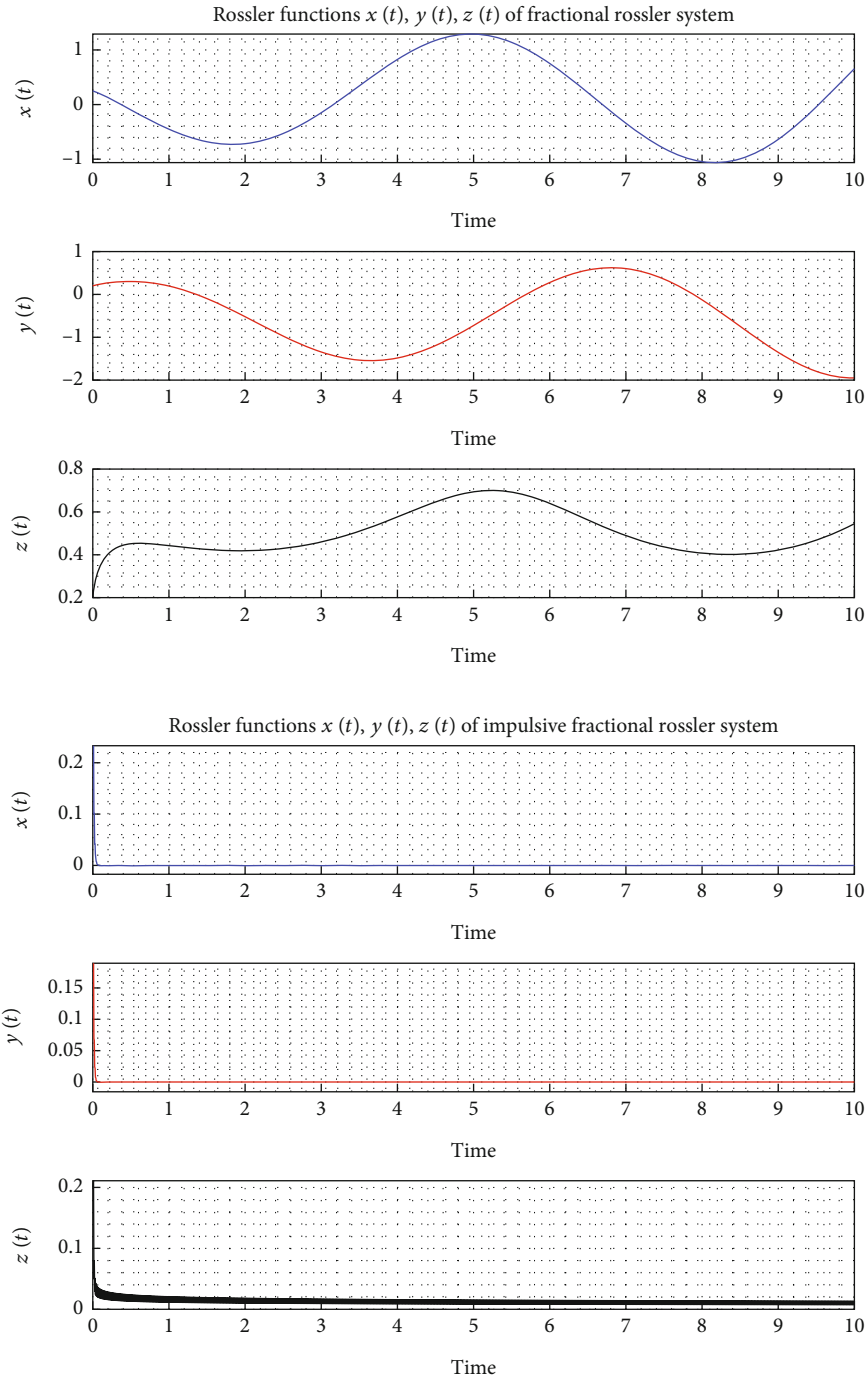 Rossler functions x (t), y (t), z (t) of fractional rossler system
1
0
−1
x (t)
0 1 2 3 4 5 6 7 8 9 10
Time
1
0
−1
−2
y (t)
0 1 2 3 4 5 6 7 8 9 10
Time
0.8
0.6
0.4
0.2
z (t)
0 1 2 3 4 5 6 7 8 9 10
Time
Rossler functions x (t), y (t), z (t) of impulsive fractional rossler system
0.2
0.1
0
x (t)
0 1 2 3 4 5 6 7 8 9 10
Time
0.15
0.1
0.05
0
y (t)
0 1 2 3 4 5 6 7 8 9 10
Time
0.2
0.1
0
z (t)
0 1 2 3 4 5 6 7 8 9 10
Time